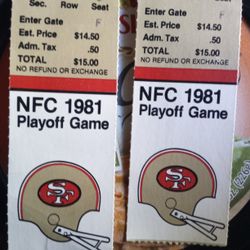 Sec. Row Seat
Enter Gate F
Est. Price $14.50
Adm. Tax .50
TOTAL $15.00
NO REFUND OR EXCHANGE
NFC 1981
Playoff Game
SF
Seat
Enter Gate F
Est. Price $14.50
Adm. Tax .50
TOTAL $15.00
NO REFUND OR EXCHANGE
NFC 1981
Playoff Game
SF